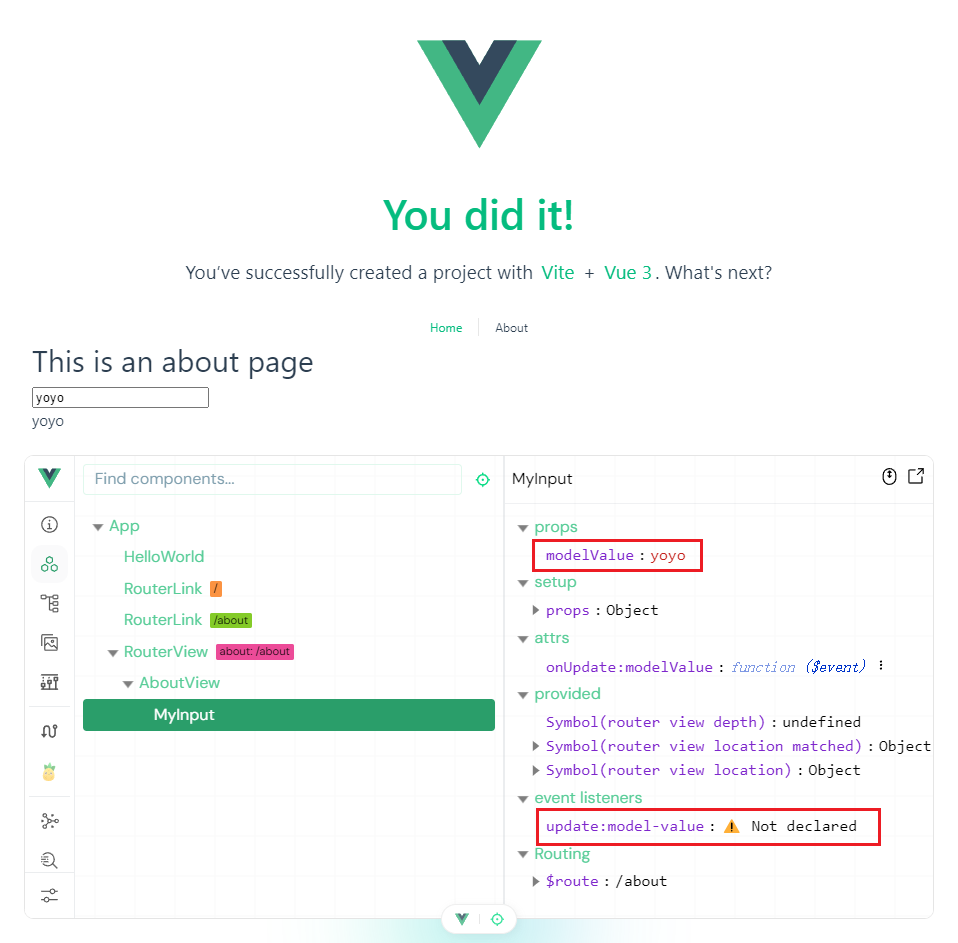 You did it!
You’ve successfully created a project with Vite + Vue 3. What's next?
Home About
This is an about page
yoyo
yoyo
Find components...
App
HelloWorld
RouterLink /
RouterLink /about
RouterView about: /about
AboutView
MyInput
MyInput
props
modelValue : yoyo
setup
props : Object
attrs
onUpdate:modelValue : function ($event)
provided
Symbol(router view depth) : undefined
Symbol(router view location matched) : Object
Symbol(router view location) : Object
event listeners
update:model-value : ⚠ Not declared
Routing
$route : /about